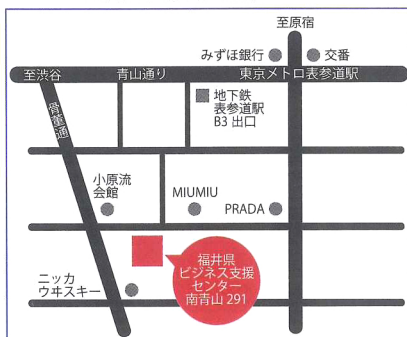 至原宿
みずほ銀行
交番
至渋谷
青山通り
東京メトロ表参道駅
骨董通
地下鉄
表参道駅
B3 出口
小原流
会館
MIUMIU
PRADA
福井県
ビジネス支援
センター
南青山 291
ニッカ
ウヰスキー